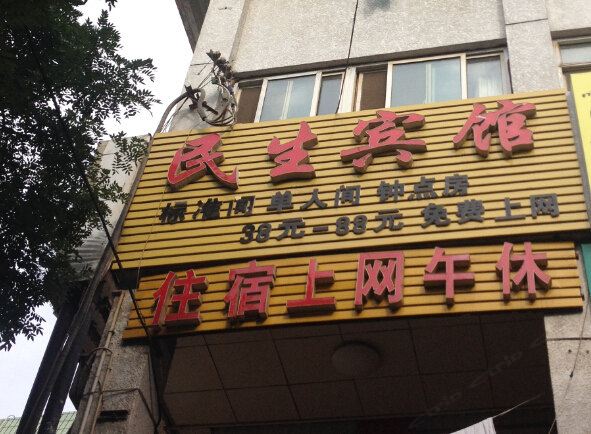 民生宾馆
标准间 单人间 钟点房
38元-88元 免费上网
住宿上网午休